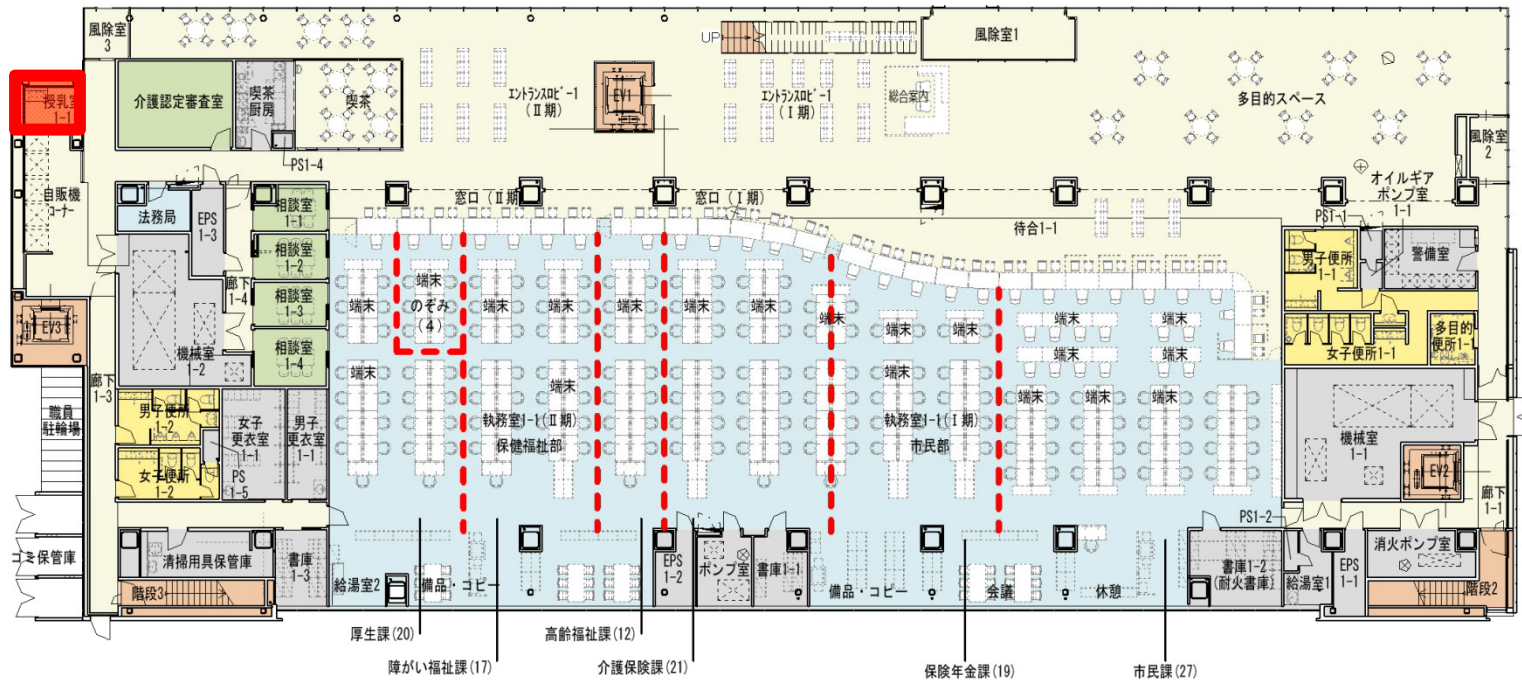 風除室
3
UP
風除室1
授乳室
1-1
介護認定審査室
喫茶
厨房
喫茶
エントランスロビー1
(Ⅱ期)
EV1
エントランスロビー1
(Ⅰ期)
総合案内
多目的スペース
風除室
2
PS1-4
自販機
コーナー
法務局
EPS
1-3
相談室
1-1
窓口(Ⅱ期)
窓口(Ⅰ期)
待合1-1
オイルギア
ポンプ室
1-1
PS1-1
男子便所
1-1
警備室
相談室
1-2
廊下
1-4
相談室
1-3
相談室
1-4
機械室
1-2
EV3
端末
端末
のぞみ
(4)
端末
端末
端末
端末
端末
端末
端末
端末
端末
端末
端末
端末
端末
女子便所1-1
多目的
便所1-1
廊下
1-3
職員
駐輪場
男子便所
1-2
女子便所
1-2
女子
更衣室
1-1
男子
更衣室
1-1
PS
1-5
端末
端末
端末
端末
端末
端末
端末
端末
端末
執務室1-1(Ⅱ期)
保健福祉部
執務室1-1(Ⅰ期)
市民部
機械室
1-1
EV2
廊下
1-1
PS1-2
ゴミ保管庫
清掃用具保管庫
書庫
1-3
階段3
給湯室2
備品・コピー
EPS
1-2
ポンプ室
書庫1-1
備品・コピー
会議
休憩
書庫1-2
(耐火書庫)
給湯室1
EPS
1-1
消火ポンプ室
階段2
厚生課(20)
高齢福祉課(12)
障がい福祉課(17)
介護保険課(21)
保険年金課(19)
市民課(27)